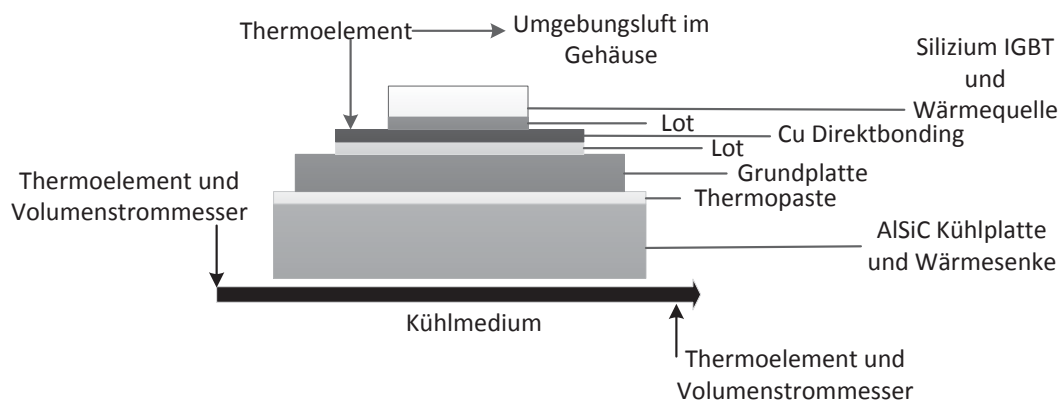 Thermoelement
Umgebungsluft im
Gehäuse
Silizium IGBT
und
Wärmequelle
Lot
Cu Direktbonding
Lot
Grundplatte
Thermopaste
Thermoelement und
Volumenstrommesser
AlSiC Kühlplatte
und Wärmesenke
Kühlmedium
Thermoelement und
Volumenstrommesser